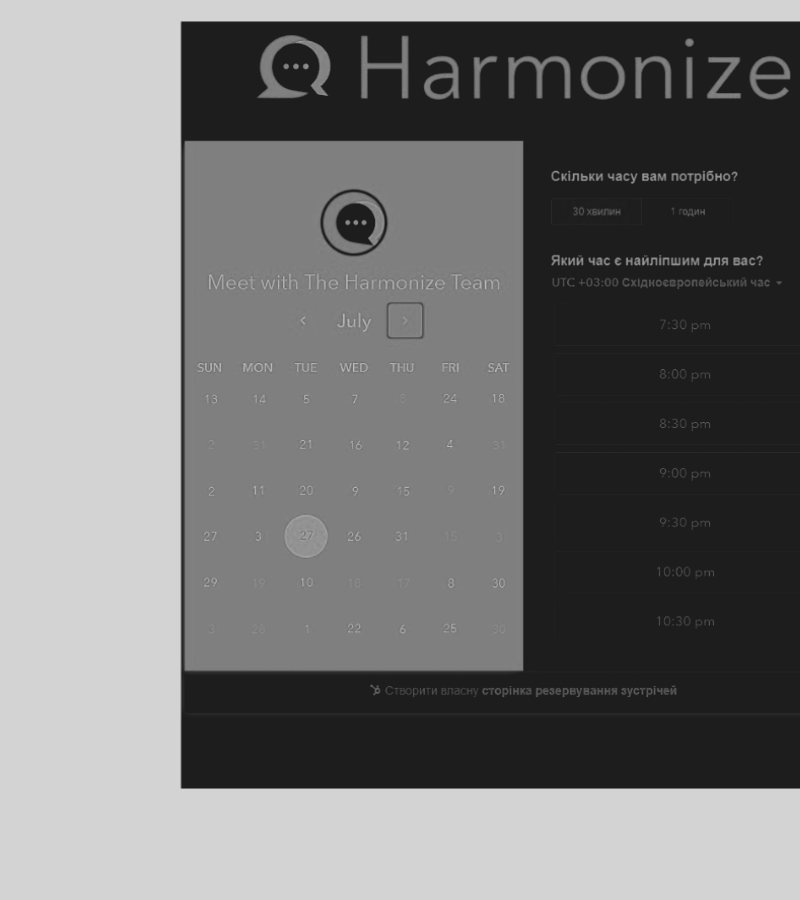 Harmonize
Meet with The Harmonize Team
July
SUN MON TUE WED THU FRI SAT
13 14 5 7 8 24 18
2 31 21 16 12 4 31
2 11 20 9 15 9 19
27 3 27 26 31 15 3
29 19 10 18 17 8 30
3 28 1 22 6 25 30
Скільки часу вам потрібно?
30 хвилин 1 годин
Який час є найліпшим для вас?
UTC +03:00 Східноєвропейський час
7:30 pm
8:00 pm
8:30 pm
9:00 pm
9:30 pm
10:00 pm
10:30 pm
Створити власну сторінка резервування зустрічей